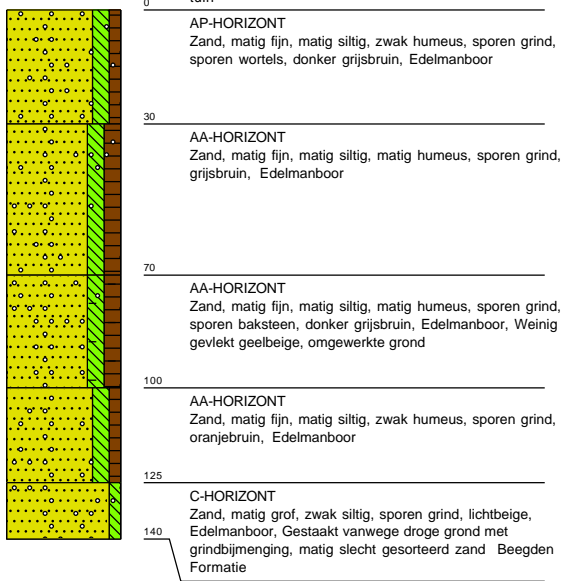 0
tuin
AP-HORIZONT
Zand, matig fijn, matig siltig, zwak humeus, sporen grind,
sporen wortels, donker grijsbruin, Edelmanboor
30
AA-HORIZONT
Zand, matig fijn, matig siltig, matig humeus, sporen grind,
grijsbruin, Edelmanboor
70
AA-HORIZONT
Zand, matig fijn, matig siltig, matig humeus, sporen grind,
sporen baksteen, donker grijsbruin, Edelmanboor, Weinig
gevlekt geelbeige, omgewerkte grond
100
AA-HORIZONT
Zand, matig fijn, matig siltig, zwak humeus, sporen grind,
oranjebruin, Edelmanboor
125
C-HORIZONT
Zand, matig grof, zwak siltig, sporen grind, lichtbeige,
Edelmanboor, Gestaakt vanwege droge grond met
grindbijmenging, matig slecht gesorteerd zand Beegden
Formatie
140